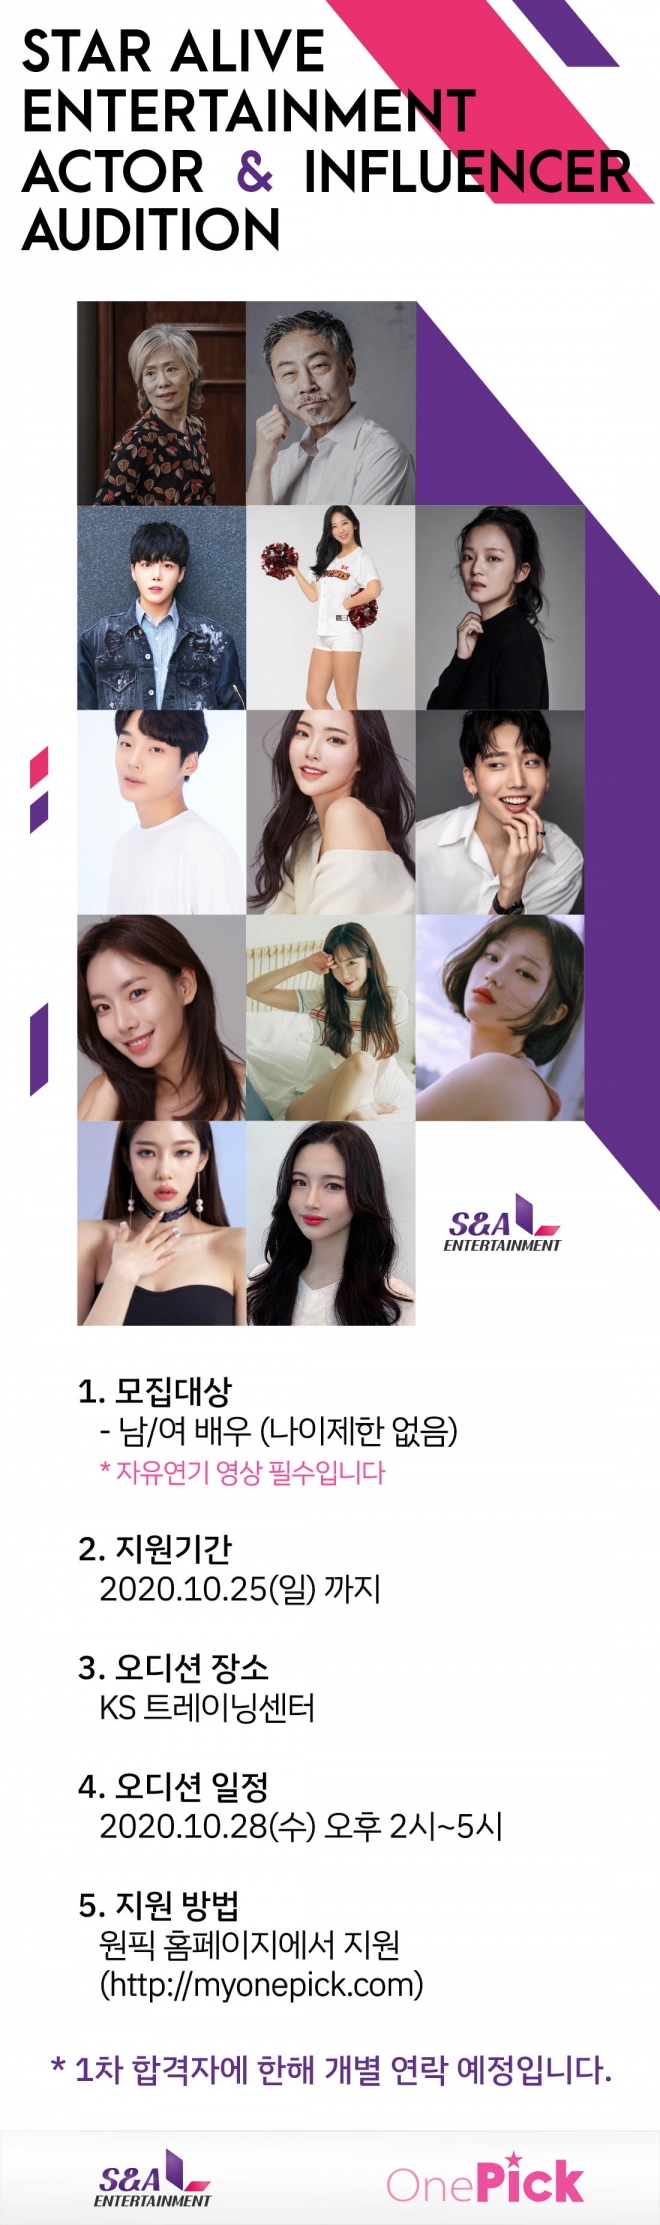 STAR ALIVE
ENTERTAINMENT
ACTOR & INFLUENCER
AUDITION
S&A
ENTERTAINMENT
1. 모집대상
- 남/여 배우 (나이제한 없음)
* 자유연기 영상 필수입니다
2. 지원기간
2020.10.25(일) 까지
3. 오디션 장소
KS 트레이닝센터
4. 오디션 일정
2020.10.28(수) 오후 2시~5시
5. 지원 방법
원픽 홈페이지에서 지원
(http://myonepick.com)
* 1차 합격자에 한해 개별 연락 예정입니다.
S&A
ENTERTAINMENT
OnePick